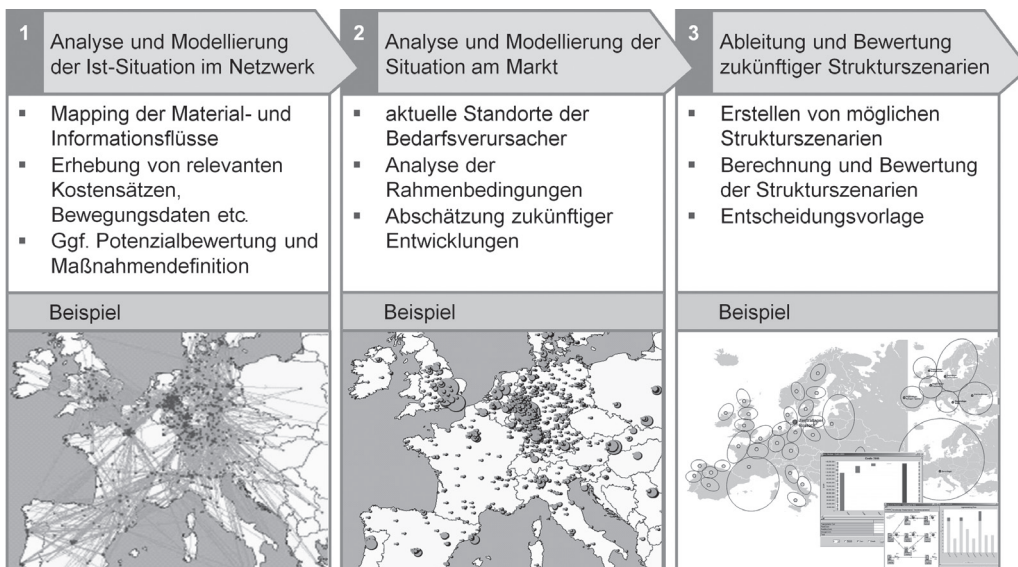 1
Analyse und Modellierung
der Ist-Situation im Netzwerk
▪ Mapping der Material- und
Informationsflüsse
▪ Erhebung von relevanten
Kostensätzen,
Bewegungsdaten etc.
▪ Ggf. Potenzialbewertung und
Maßnahmendefinition
Beispiel
2
Analyse und Modellierung der
Situation am Markt
▪ aktuelle Standorte der
Bedarfsverursacher
▪ Analyse der
Rahmenbedingungen
▪ Abschätzung zukünftiger
Entwicklungen
Beispiel
3
Ableitung und Bewertung
zukünftiger Strukturszenarien
▪ Erstellen von möglichen
Strukturszenarien
▪ Berechnung und Bewertung
der Strukturszenarien
▪ Entscheidungsvorlage
Beispiel